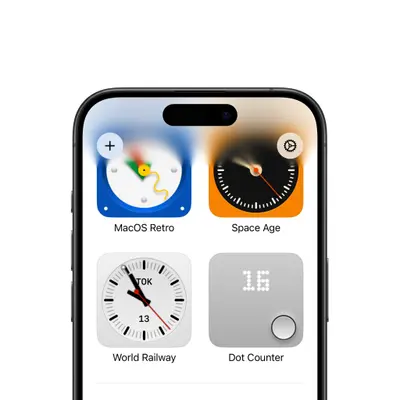 MacOS Retro
Space Age
TOK
13
16
World Railway
Dot Counter